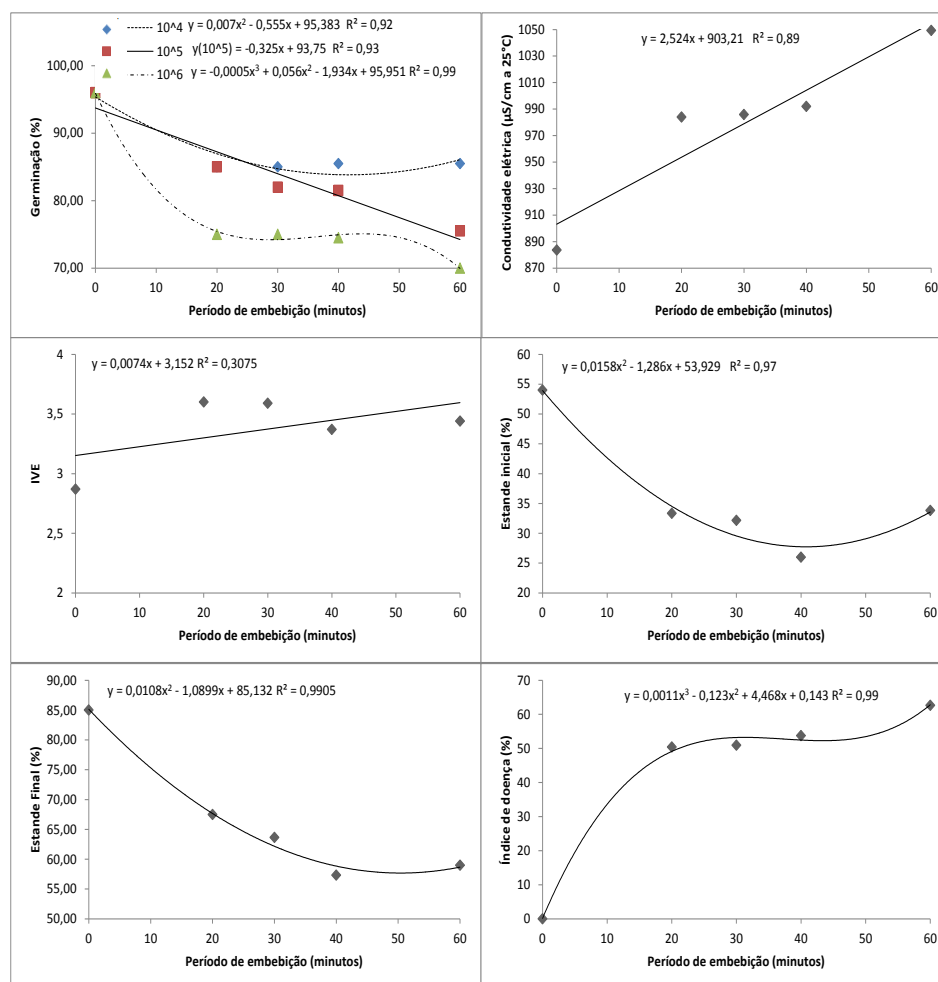 10^4 y = 0,007x² - 0,555x + 95,383 R² = 0,92
10^5 y(10^5) = -0,325x + 93,75 R² = 0,93
10^6 y = -0,0005x³ + 0,056x² - 1,934x + 95,951 R² = 0,99
100,00
90,00
80,00
70,00
Germinação (%)
0 10 20 30 40 50 60
Período de embebição (minutos)
y = 2,524x + 903,21 R² = 0,89
1050
1020
990
960
930
900
870
Condutividade elétrica (µS/cm a 25°C)
0 10 20 30 40 50 60
Período de embebição (minutos)
y = 0,0074x + 3,152 R² = 0,3075
4
3,5
3
2,5
2
IVE
0 10 20 30 40 50 60
Período de embebição (minutos)
y = 0,0158x² - 1,286x + 53,929 R² = 0,97
60
55
50
45
40
35
30
25
20
Estande inicial (%)
0 10 20 30 40 50 60
Período de embebição (minutos)
y = 0,0108x² - 1,0899x + 85,132 R² = 0,9905
90,00
85,00
80,00
75,00
70,00
65,00
60,00
55,00
50,00
Estande Final (%)
0 10 20 30 40 50 60
Período de embebição (minutos)
y = 0,0011x³ - 0,123x² + 4,468x + 0,143 R² = 0,99
70
60
50
40
30
20
10
0
Índice de doença (%)
0 10 20 30 40 50 60
Período de embebição (minutos)